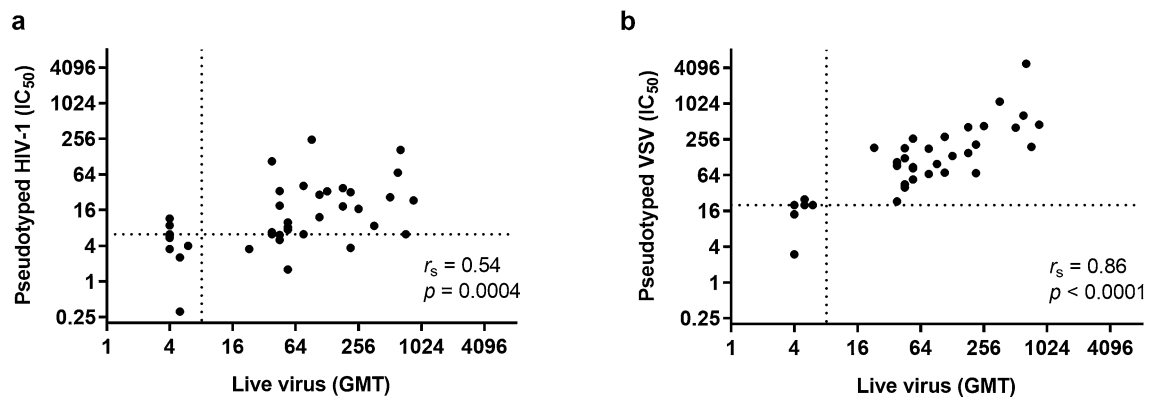 a
Pseudotyped HIV-1 (IC50)
4096
1024
256
64
16
4
1
0.25
1 4 16 64 256 1024 4096
Live virus (GMT)
rs = 0.54
p = 0.0004
b
Pseudotyped VSV (IC50)
4096
1024
256
64
16
4
1
0.25
1 4 16 64 256 1024 4096
Live virus (GMT)
rs = 0.86
p < 0.0001